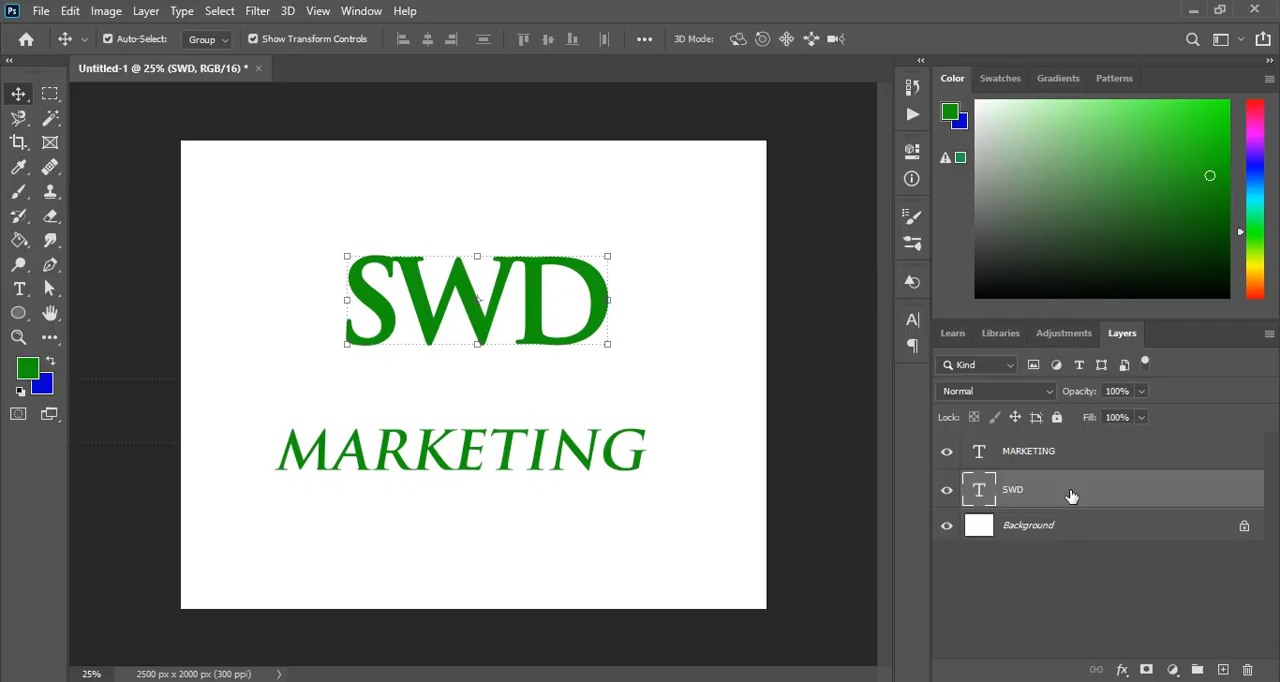 Ps File Edit Image Layer Type Select Filter 3D View Window Help
Auto-Select: Group Show Transform Controls 3D Mode:
Untitled-1 @ 25% (SWD, RGB/16) *
Color Swatches Gradients Patterns
SWD
MARKETING
Learn Libraries Adjustments Layers
Kind
Normal Opacity: 100%
Lock: Fill: 100%
MARKETING
SWD
Background
25% 2500 px x 2000 px (300 ppi)